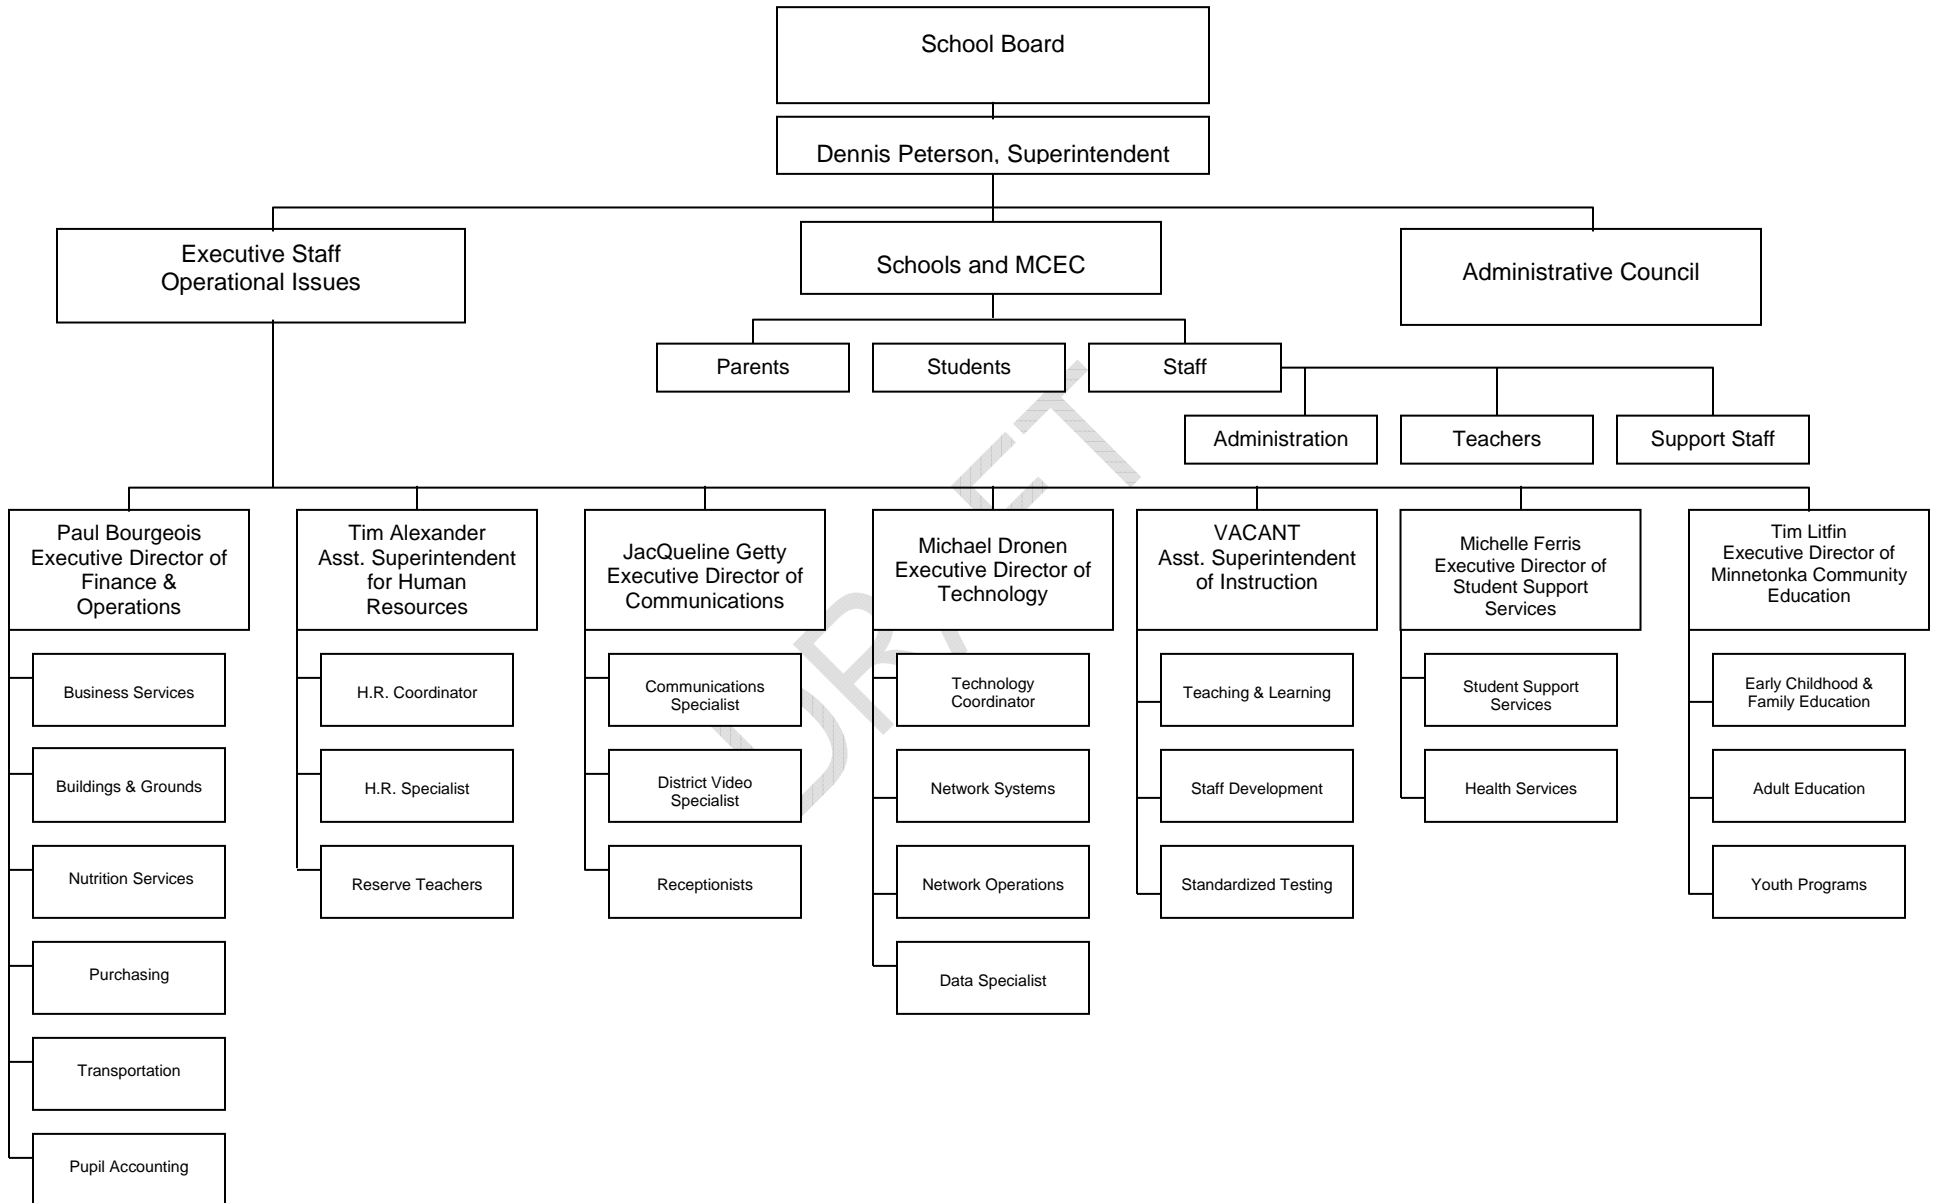 School Board
Dennis Peterson, Superintendent
Executive Staff
Operational Issues
Schools and MCEC
Administrative Council
Parents
Students
Staff
Administration
Teachers
Support Staff
Paul Bourgeois
Executive Director of
Finance &
Operations
Business Services
Buildings & Grounds
Nutrition Services
Purchasing
Transportation
Pupil Accounting
Tim Alexander
Asst. Superintendent
for Human
Resources
H.R. Coordinator
H.R. Specialist
Reserve Teachers
JacQueline Getty
Executive Director of
Communications
Communications
Specialist
District Video
Specialist
Receptionists
Michael Dronen
Executive Director of
Technology
Technology
Coordinator
Network Systems
Network Operations
Data Specialist
VACANT
Asst. Superintendent
of Instruction
Teaching & Learning
Staff Development
Standardized Testing
Michelle Ferris
Executive Director of
Student Support
Services
Student Support
Services
Health Services
Tim Litfin
Executive Director of
Minnetonka Community
Education
Early Childhood &
Family Education
Adult Education
Youth Programs
DRAFT